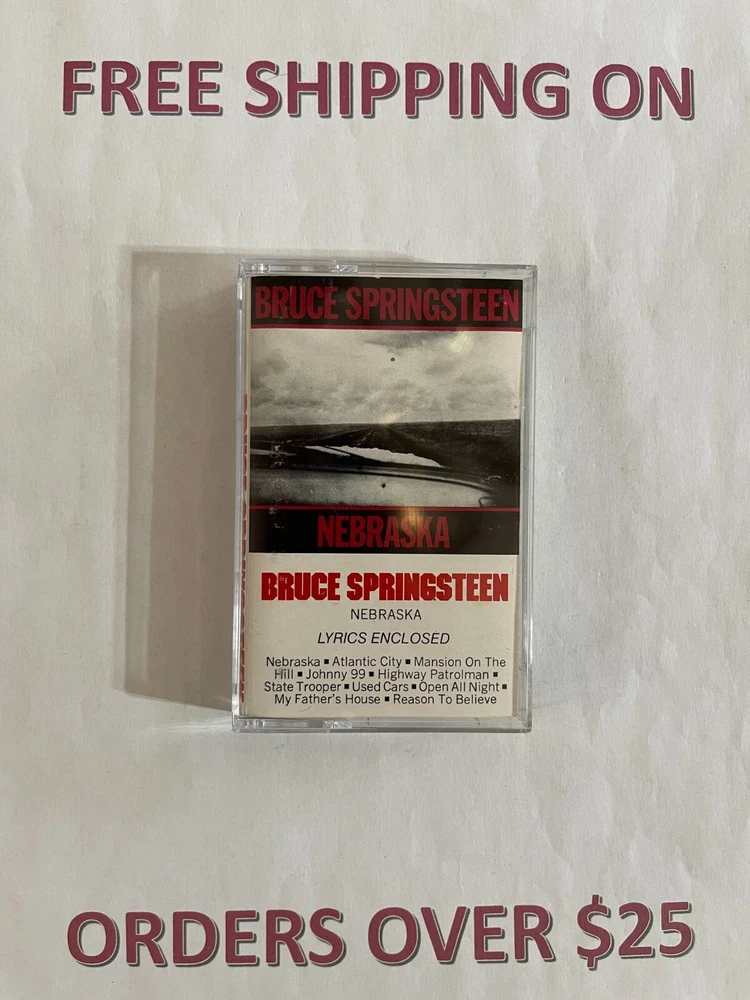 FREE SHIPPING ON
BRUCE SPRINGSTEEN
NEBRASKA
BRUCE SPRINGSTEEN
NEBRASKA
LYRICS ENCLOSED
Nebraska ▪ Atlantic City ▪ Mansion On The
Hill ▪ Johnny 99 ▪ Highway Patrolman ▪
State Trooper ▪ Used Cars ▪ Open All Night ▪
My Father's House ▪ Reason To Believe
ORDERS OVER $25